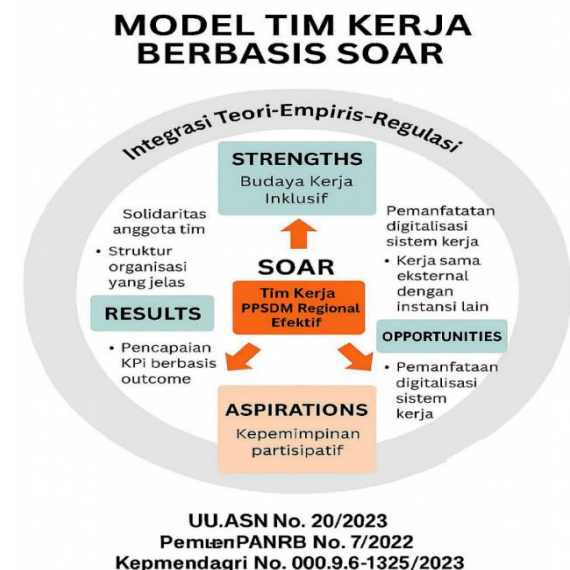 MODEL TIM KERJA
BERBASIS SOAR
Integrasi Teori-Empiris-Regulasi
STRENGTHS
Budaya Kerja
Inklusif
Solidaritas
anggota tim
• Struktur
organisasi
yang jelas
Pemanfatatan
digitalisasi
sistem kerja
• Kerja sama
eksternal
dengan
instansi lain
SOAR
Tim Kerja
PPSDM Regional
Efektif
RESULTS
OPPORTUNITIES
• Pencapaian
KPi berbasis
outcome
• Pemanfataan
digitalisasi
sistem
kerja
ASPIRATIONS
Kepemimpinan
partisipatif
UU.ASN No. 20/2023
PANRB No. 7/2022
Kepmendagri No. 000.9.6-1325/2023